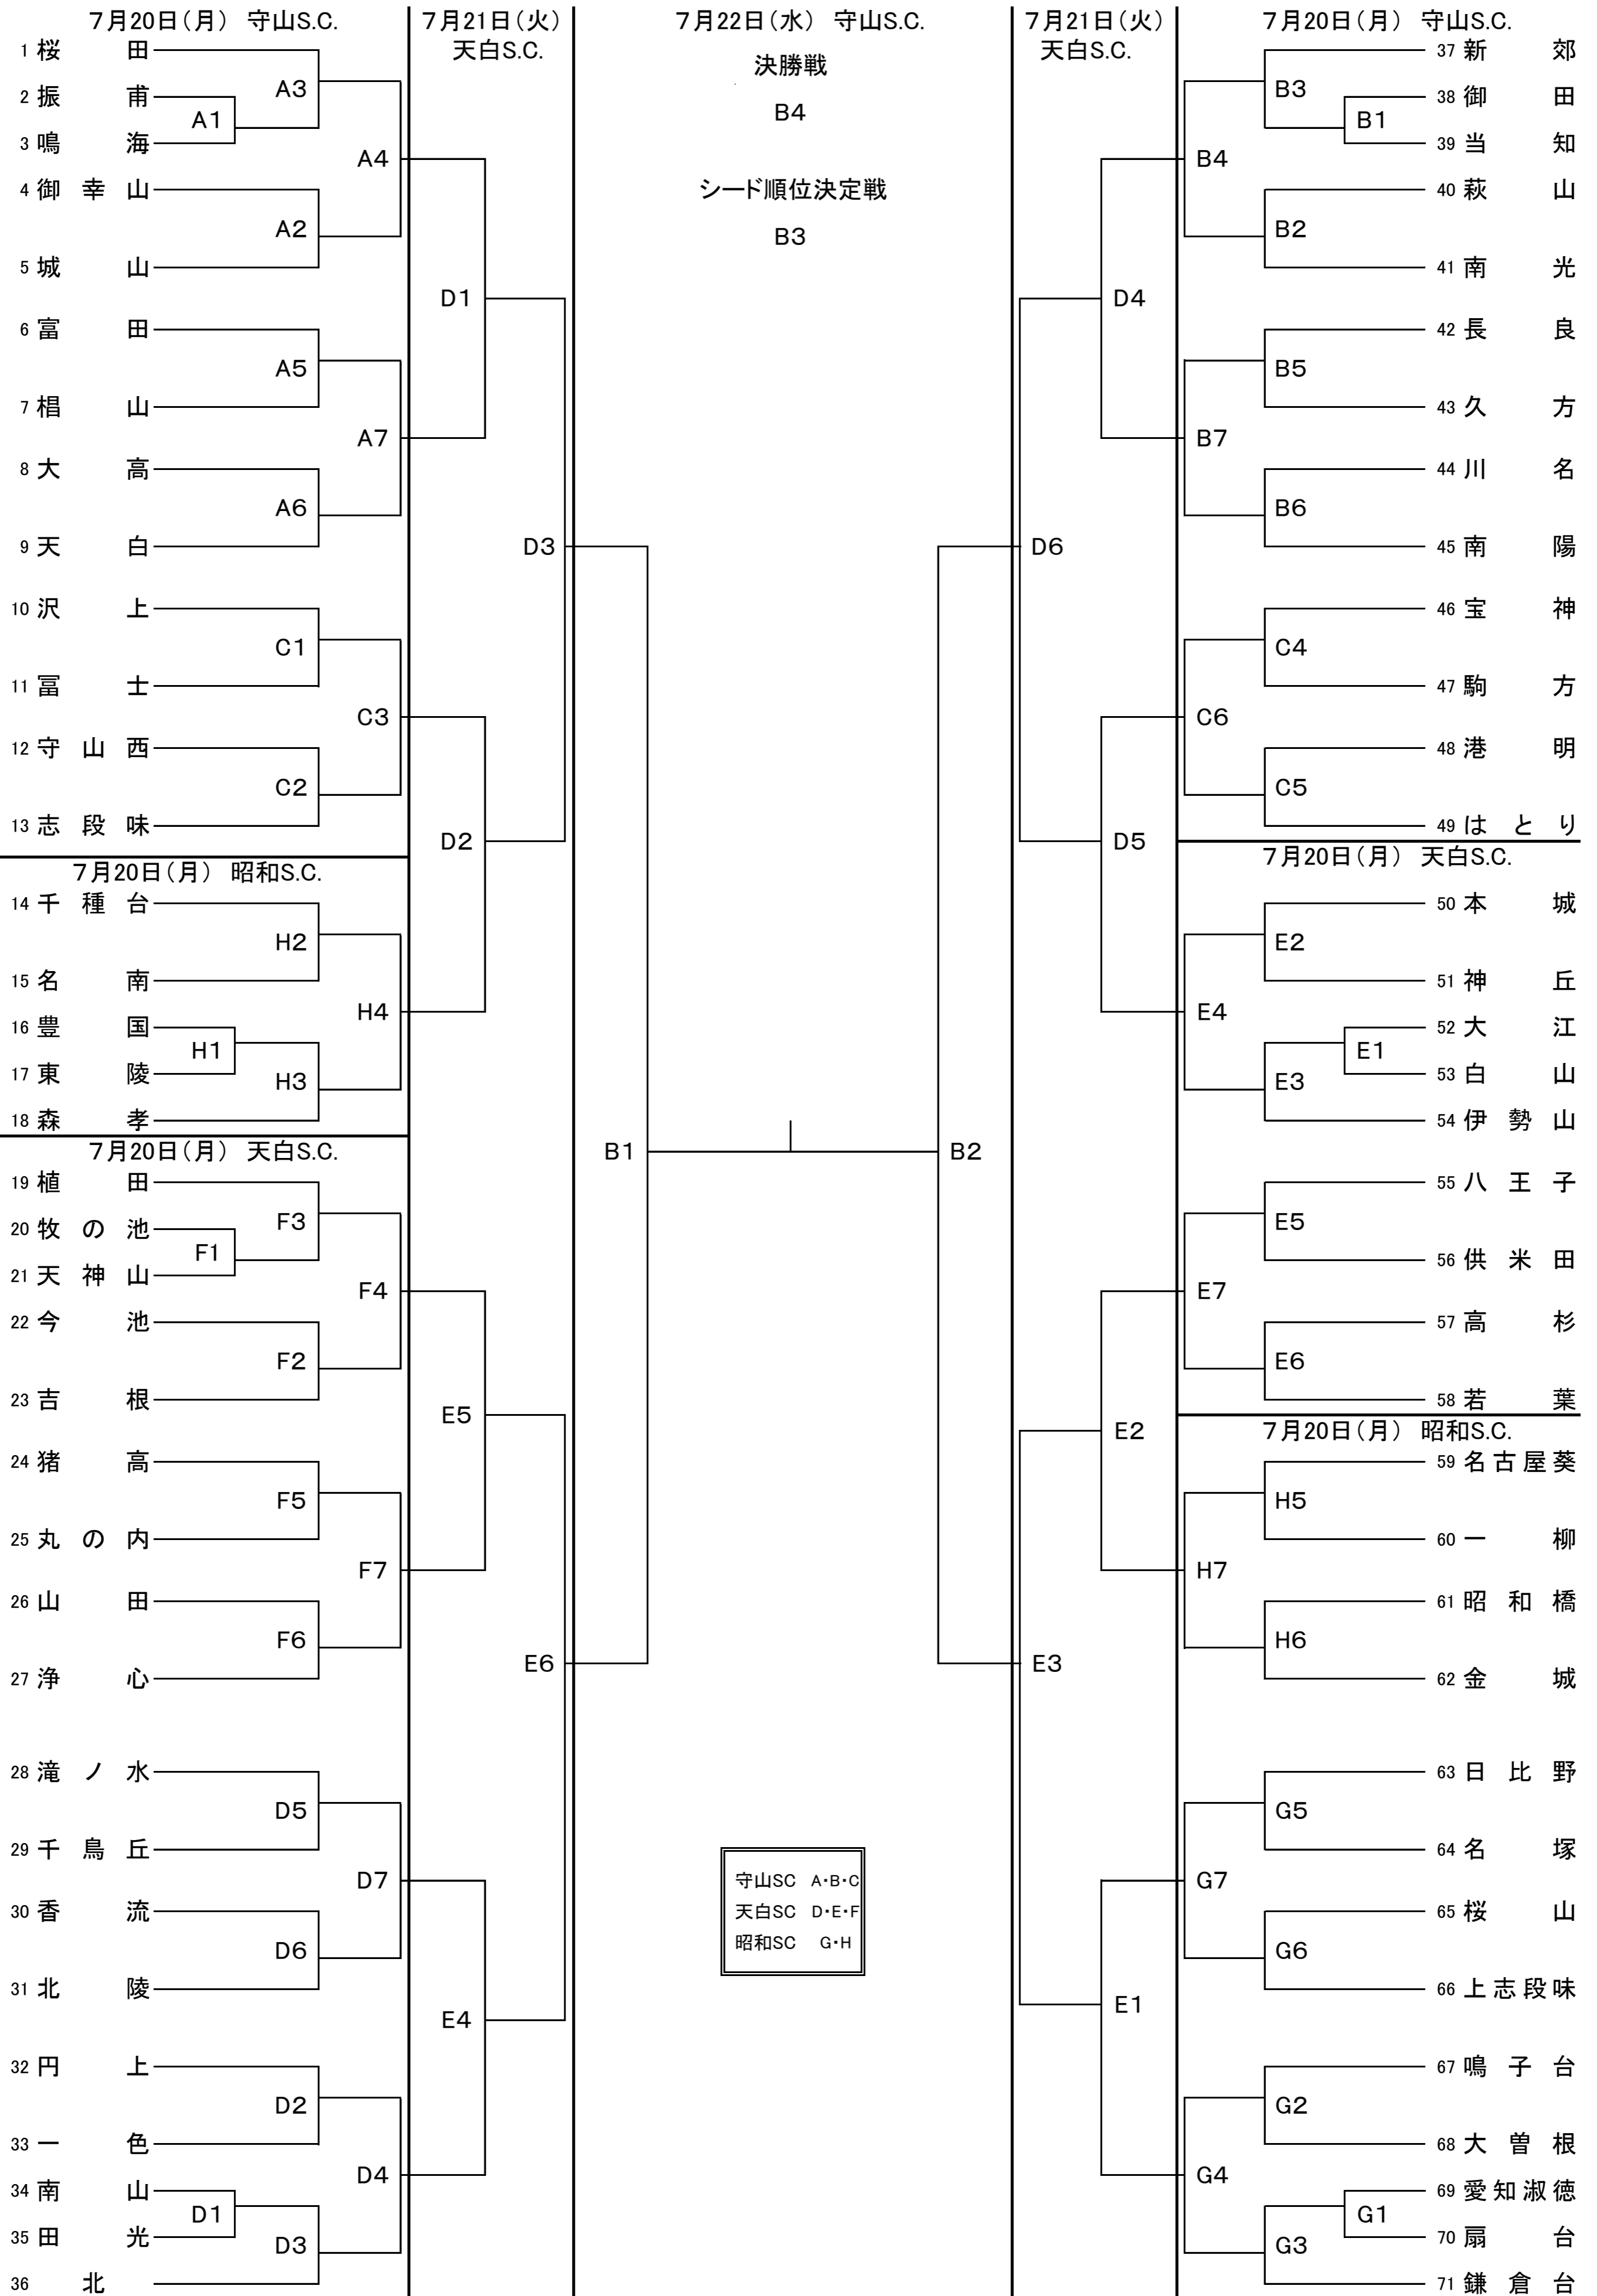 7月20日(月) 守山S.C.
1 桜田
2 振甫
3 鳴海
4 御幸山
5 城山
6 富田
7 椙山
8 大高
9 天白
10 沢上
11 冨士
12 守山西
13 志段味
A1
A3
A2
A4
A5
A6
A7
C1
C2
C3
7月20日(月) 昭和S.C.
14 千種台
15 名南
16 豊国
17 東陵
18 森孝
H2
H1
H3
H4
7月20日(月) 天白S.C.
19 植田
20 牧の池
21 天神山
22 今池
23 吉根
24 猪高
25 丸の内
26 山田
27 浄心
28 滝ノ水
29 千鳥丘
30 香流
31 北陵
32 円上
33 一色
34 南山
35 田光
36 北
F3
F1
F4
F2
F5
F7
F6
D5
D7
D6
D2
D4
D1
D3
7月21日(火)
天白S.C.
D1
D3
D2
E5
E6
E4
7月22日(水) 守山S.C.
決勝戦
B4
シード順位決定戦
B3
B1
B2
守山SC A・B・C
天白SC D・E・F
昭和SC G・H
7月21日(火)
天白S.C.
D4
D6
D5
E2
E3
E1
7月20日(月) 守山S.C.
37 新郊
38 御田
39 当知
40 萩山
41 南光
42 長良
43 久方
44 川名
45 南陽
46 宝神
47 駒方
48 港明
49 はとり
B3
B1
B4
B2
B5
B7
B6
C4
C6
C5
7月20日(月) 天白S.C.
50 本城
51 神丘
52 大江
53 白山
54 伊勢山
55 八王子
56 供米田
57 高杉
58 若葉
E2
E4
E1
E3
E5
E7
E6
7月20日(月) 昭和S.C.
59 名古屋葵
60 一柳
61 昭和橋
62 金城
63 日比野
64 名塚
65 桜山
66 上志段味
67 鳴子台
68 大曽根
69 愛知淑徳
70 扇台
71 鎌倉台
H5
H7
H6
G5
G7
G6
G2
G4
G1
G3